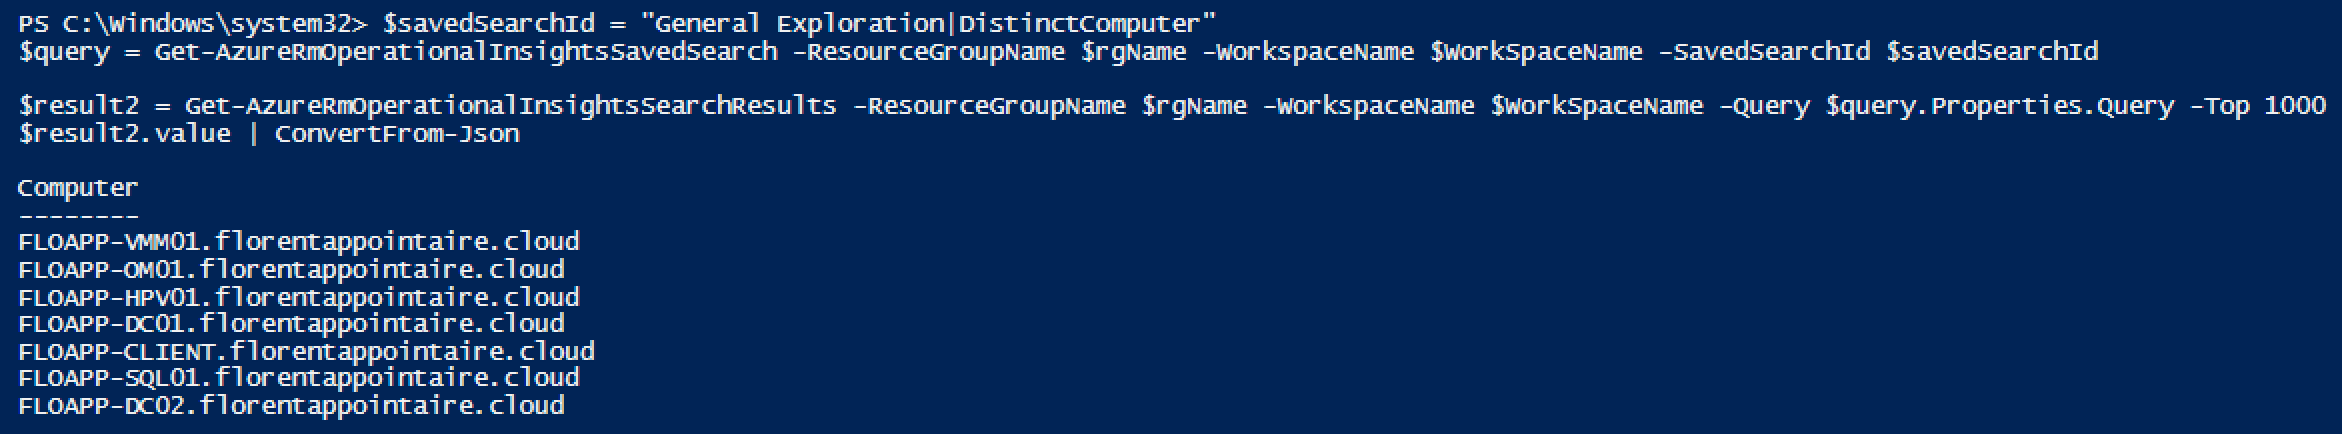 PS C:\Windows\system32> $savedSearchId = "General Exploration|DistinctComputer"
$query = Get-AzureRmOperationalInsightsSavedSearch -ResourceGroupName $rgName -WorkspaceName $WorkSpaceName -SavedSearchId $savedSearchId
$result2 = Get-AzureRmOperationalInsightsSearchResults -ResourceGroupName $rgName -WorkspaceName $WorkSpaceName -Query $query.Properties.Query -Top 1000
$result2.value | ConvertFrom-Json
Computer
--------
FLOAPP-VMM01.florentappointaire.cloud
FLOAPP-OM01.florentappointaire.cloud
FLOAPP-HPV01.florentappointaire.cloud
FLOAPP-DC01.florentappointaire.cloud
FLOAPP-CLIENT.florentappointaire.cloud
FLOAPP-SQL01.florentappointaire.cloud
FLOAPP-DC02.florentappointaire.cloud